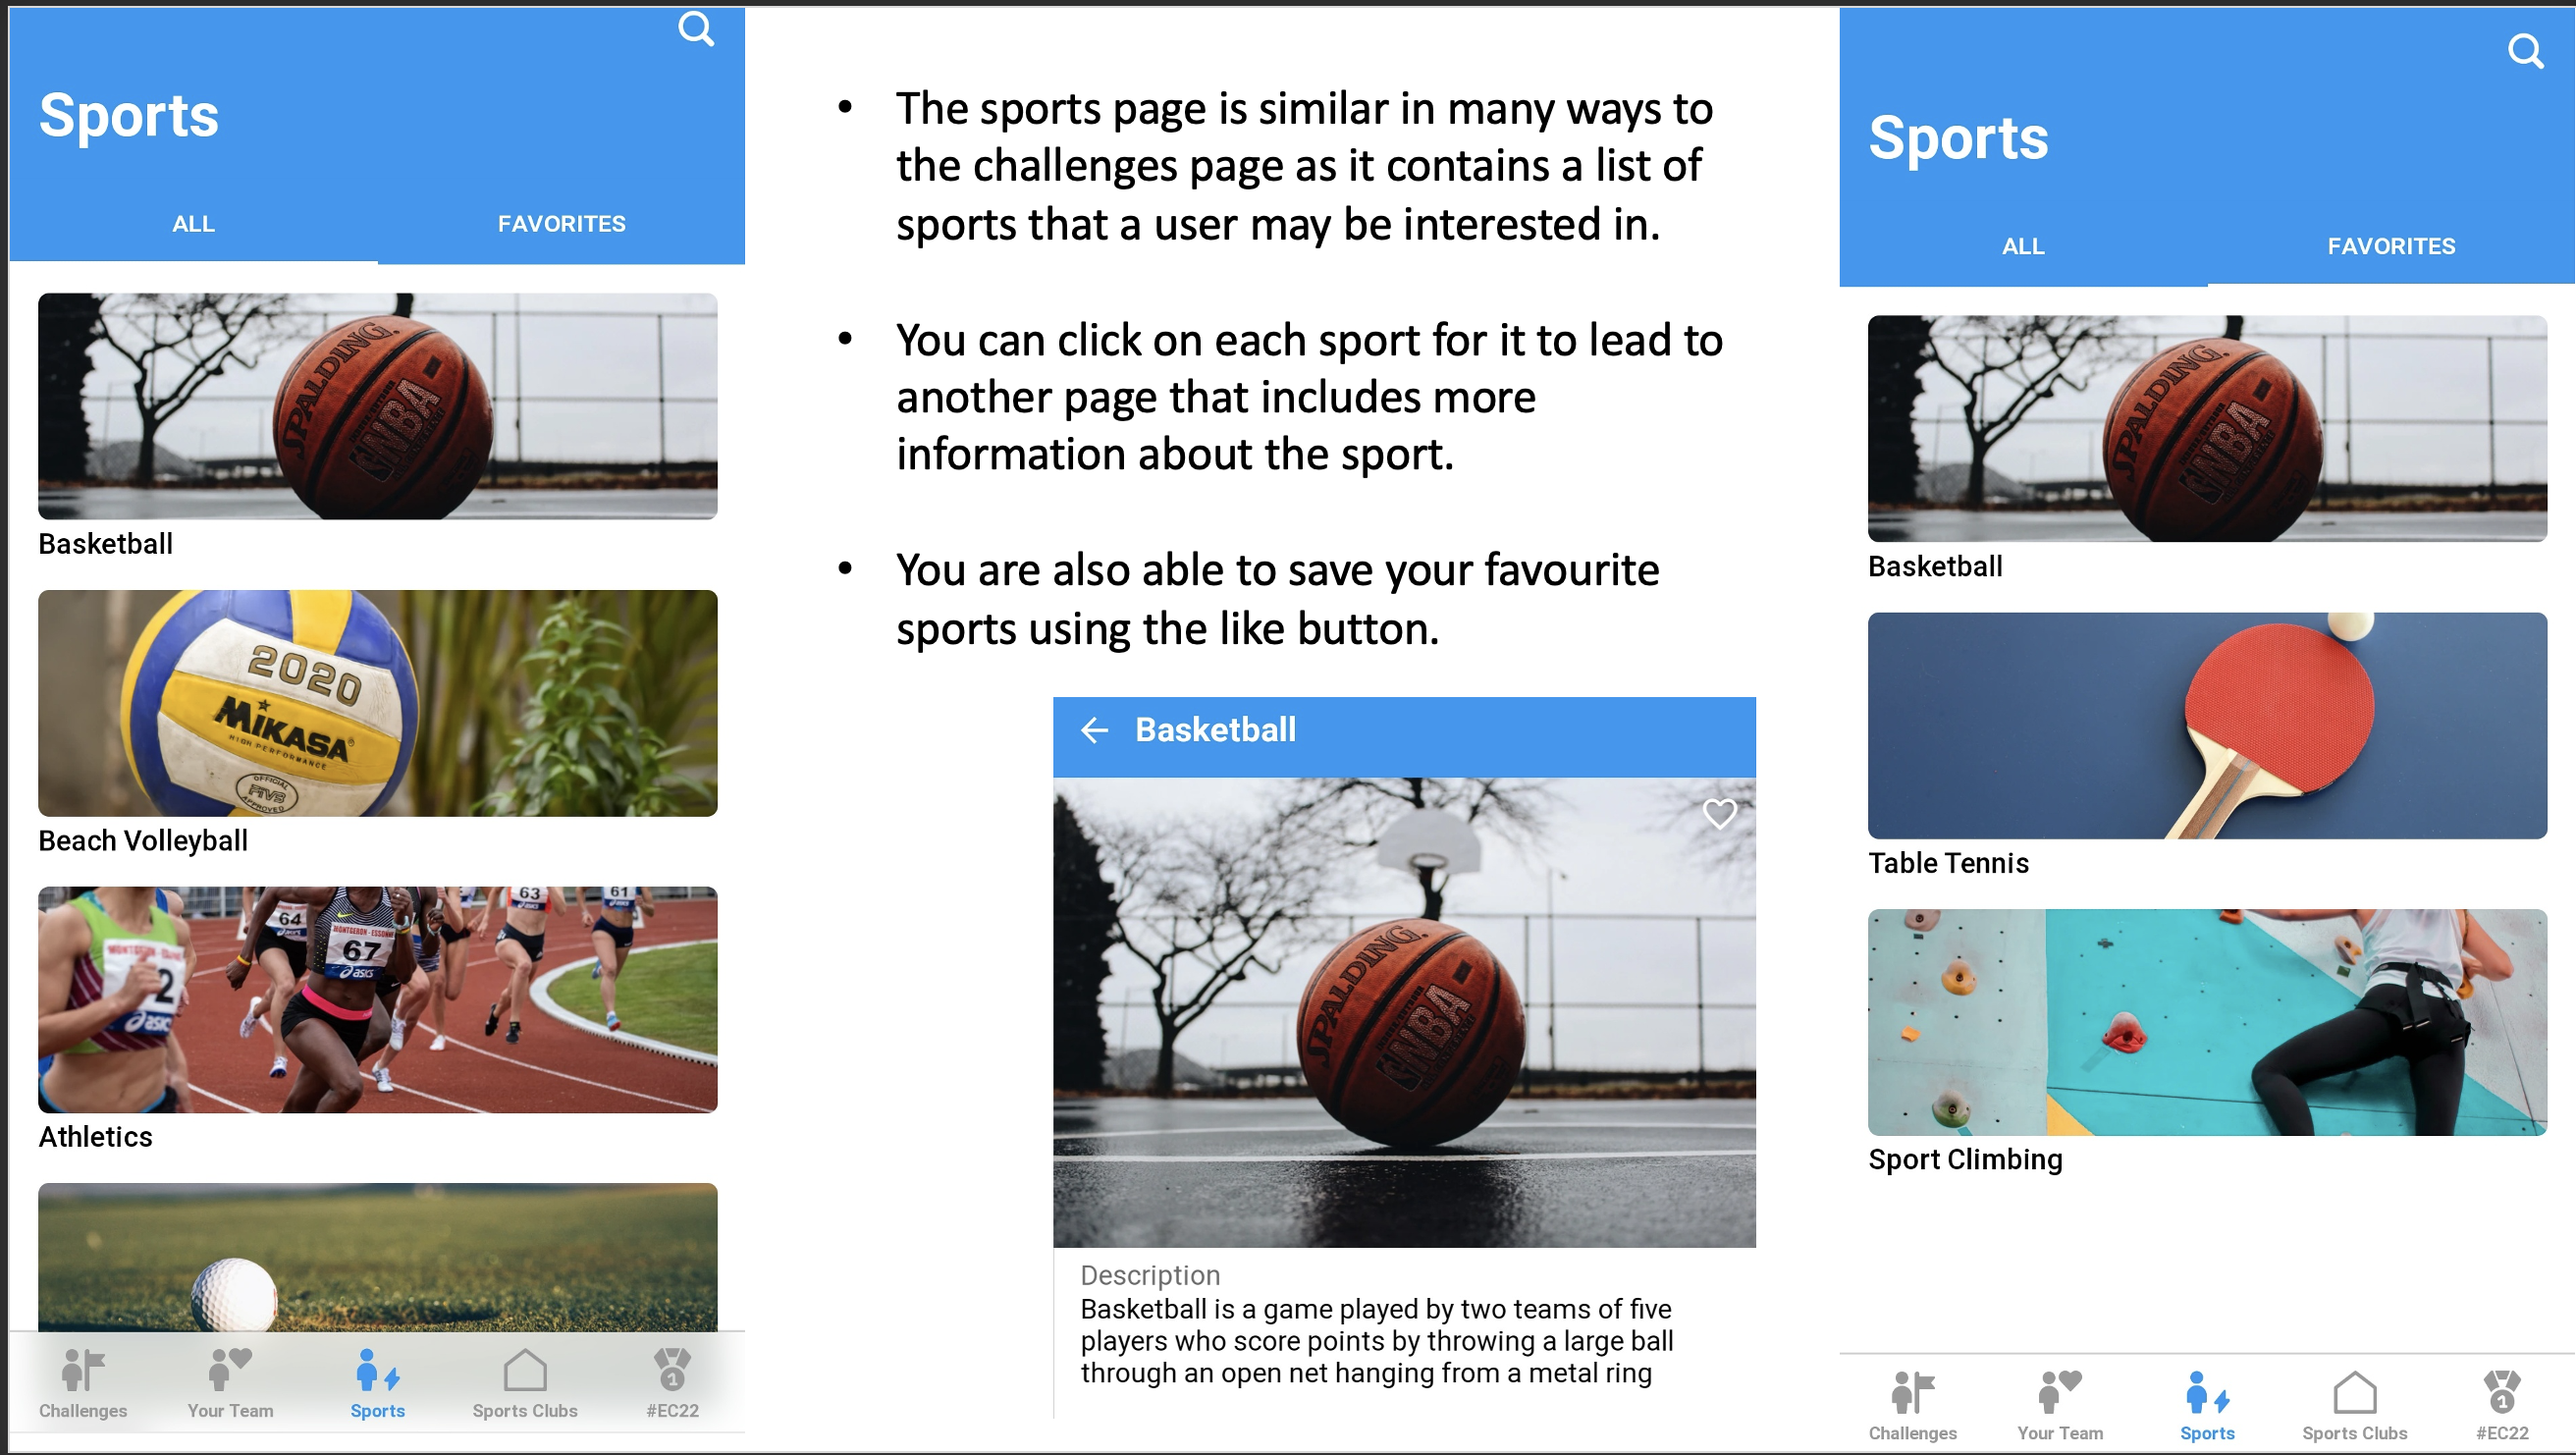 Sports
ALL
FAVORITES
SPALDING
NBA
Basketball
2020
MIKASA
HIGH PERFORMANCE
OFFICIAL
FIVB
APPROVED
Beach Volleyball
64
63
61
MONTGERON - ESSONNE
67
asics
2
asics
Athletics
Challenges
Your Team
Sports
Sports Clubs
1
#EC22
• The sports page is similar in many ways to
the challenges page as it contains a list of
sports that a user may be interested in.
• You can click on each sport for it to lead to
another page that includes more
information about the sport.
• You are also able to save your favourite
sports using the like button.
Basketball
SPALDING
NBA
Description
Basketball is a game played by two teams of five
players who score points by throwing a large ball
through an open net hanging from a metal ring
Sports
ALL
FAVORITES
SPALDING
NBA
Basketball
Table Tennis
Sport Climbing
Challenges
Your Team
Sports
Sports Clubs
1
#EC22